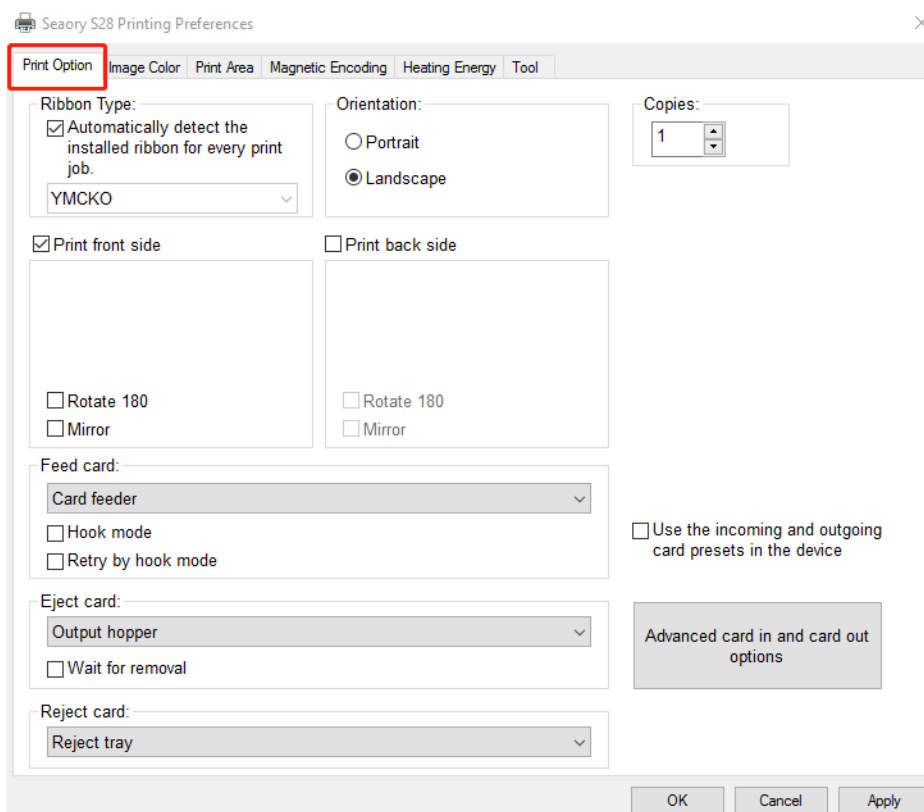 Seaory S28 Printing Preferences
Print Option Image Color Print Area Magnetic Encoding Heating Energy Tool
Ribbon Type:
Automatically detect the
installed ribbon for every print
job.
YMCKO
Orientation:
Portrait
Landscape
Copies:
1
Print front side
Rotate 180
Mirror
Print back side
Rotate 180
Mirror
Feed card:
Card feeder
Hook mode
Retry by hook mode
Use the incoming and outgoing
card presets in the device
Eject card:
Output hopper
Wait for removal
Advanced card in and card out
options
Reject card:
Reject tray
OK Cancel Apply